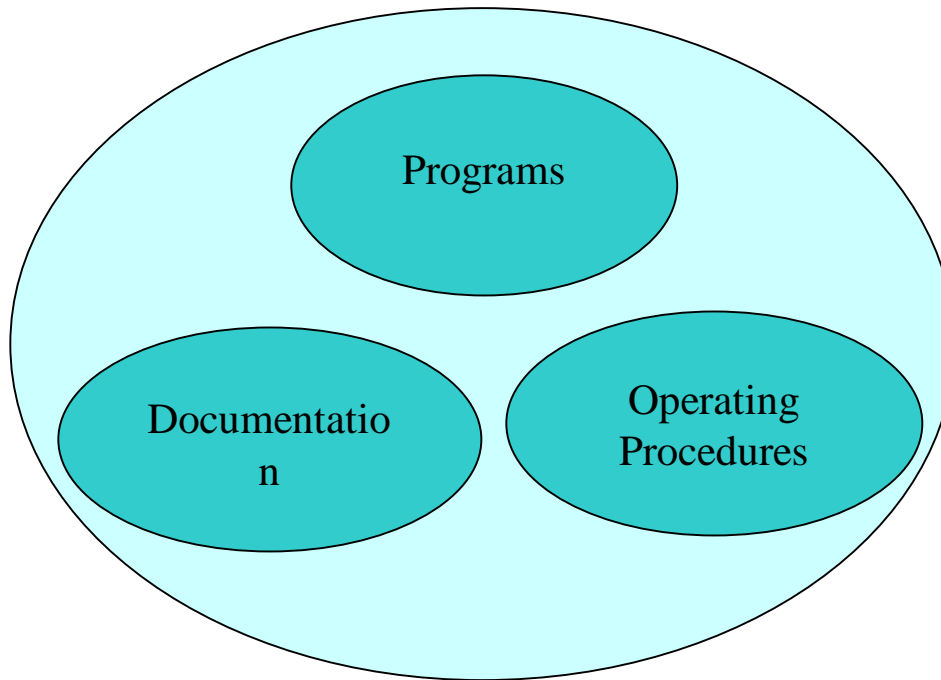 Programs
Documentatio
n
Operating
Procedures